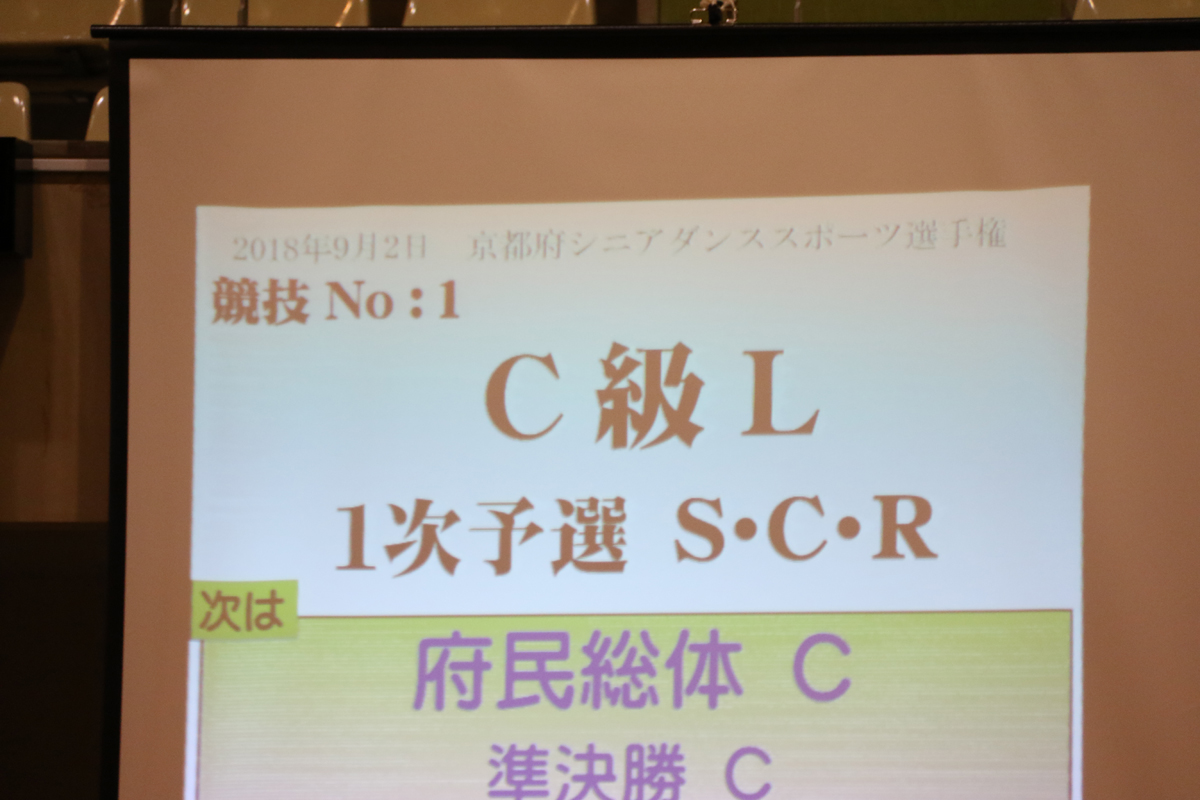 2018年9月2日　京都府シニアダンススポーツ選手権
競技 No：1
C 級 L
1次予選 S・C・R
次は
府民総体 C
準決勝 C